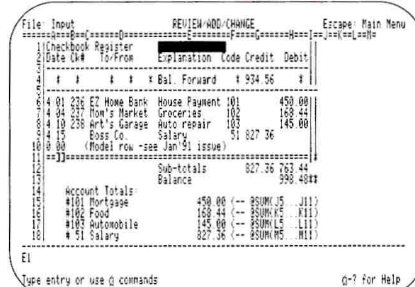 File: Input REVIEW/ADD/CHANGE Escape: Main Menu
=====A==B====C=====D==========E=======F=====G=====H===I==J==K==L==M=
1|Checkbook Register
2|Date Ck# To/From Explanation Code Credit Debit
3|
4| * * * * * Bal. Forward * 934.56 *
5|
6|4 01 236 EZ Home Bank House Payment 101 450.00
7|4 04 237 Mom's Market Groceries 102 168.44
8|4 10 238 Art's Garage Auto repair 103 145.00
9|4 15 Boss Co. Salary 51 827 36
10|0 00 (Model row -see Jan'91 issue)
11|==]]=
12| Sub-totals 827.36 763.44
13| Balance 998.48**
14| Account Totals:
15| #101 Mortgage 450.00 (-- @SUM(J5...J11)
16| #102 Food 168.44 (-- @SUM(K5...K11)
17| #103 Automobile 145.00 (-- @SUM(L5...L11)
18| # 51 Salary 827.36 (-- @SUM(M5...M11)
E1
Type entry or use @ commands @-? for Help